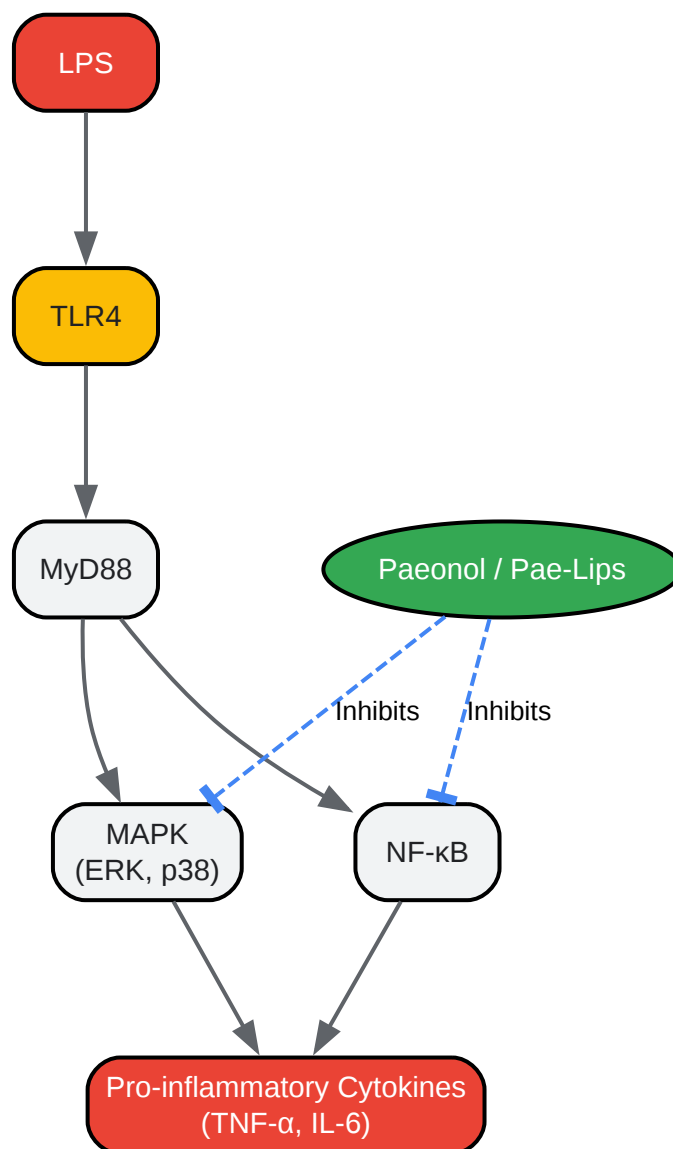 LPS
TLR4
MyD88
Paeonol / Pae-Lips
Inhibits
Inhibits
MAPK
(ERK, p38)
NF-κB
Pro-inflammatory Cytokines
(TNF-α, IL-6)